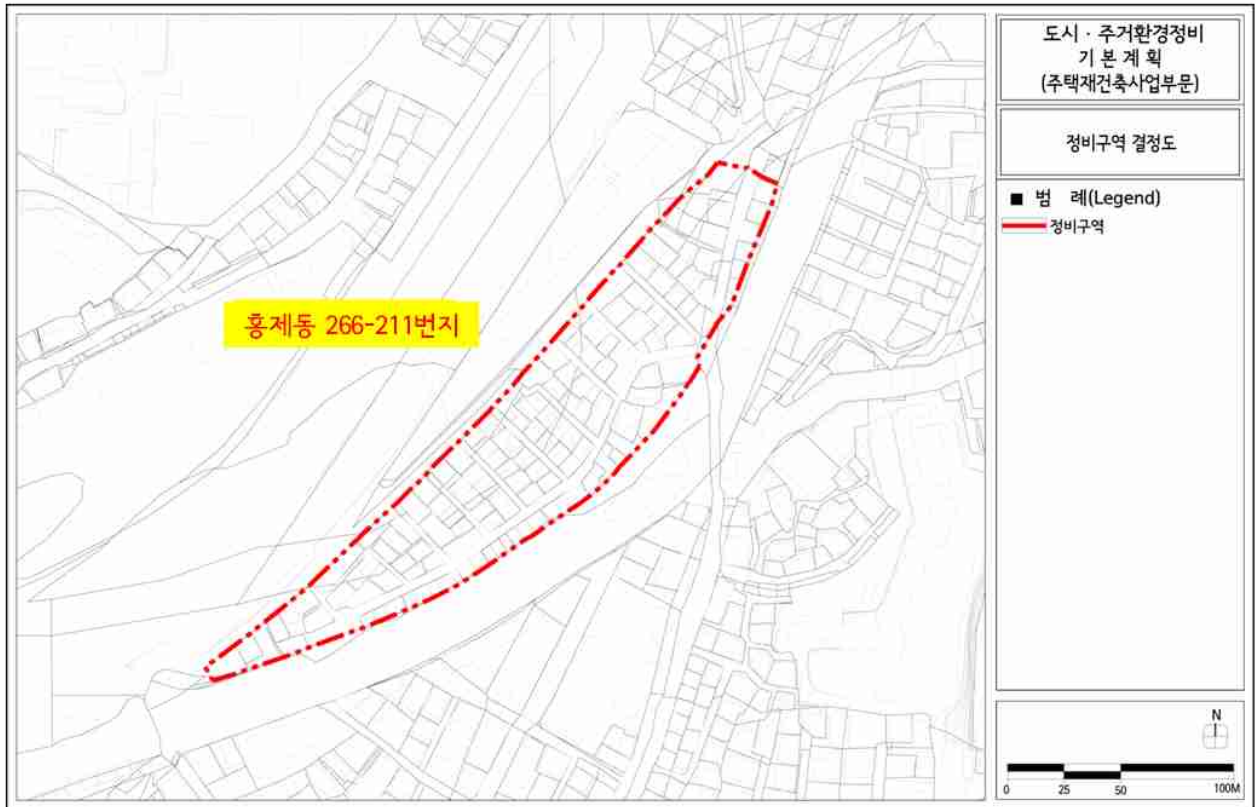 도시 · 주거환경정비
기 본 계 획
(주택재건축사업부문)
정비구역 결정도
■ 범 례(Legend)
정비구역
홍제동 266-211번지
N
0 25 50 100M